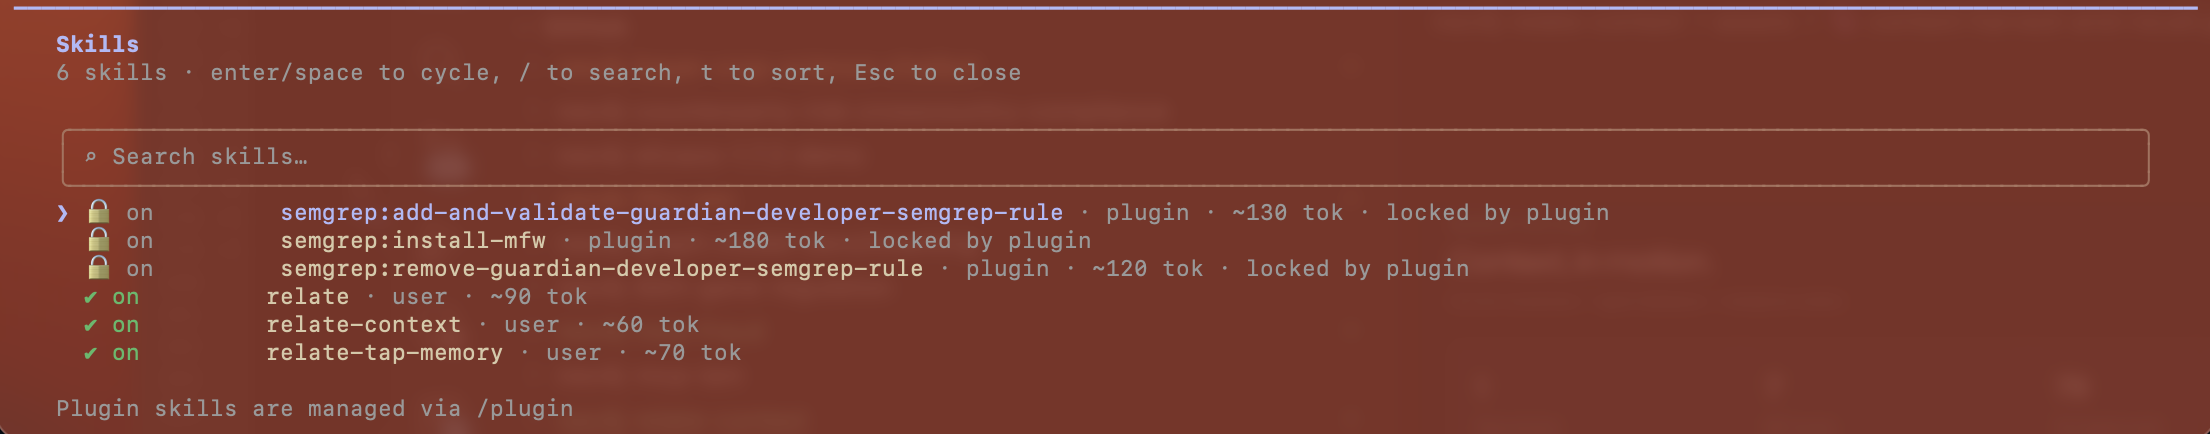 Skills
6 skills · enter/space to cycle, / to search, t to sort, Esc to close
⌕ Search skills…
❯ 🔒 on semgrep:add-and-validate-guardian-developer-semgrep-rule · plugin · ~130 tok · locked by plugin
🔒 on semgrep:install-mfw · plugin · ~180 tok · locked by plugin
🔒 on semgrep:remove-guardian-developer-semgrep-rule · plugin · ~120 tok · locked by plugin
✔ on relate · user · ~90 tok
✔ on relate-context · user · ~60 tok
✔ on relate-tap-memory · user · ~70 tok
Plugin skills are managed via /plugin